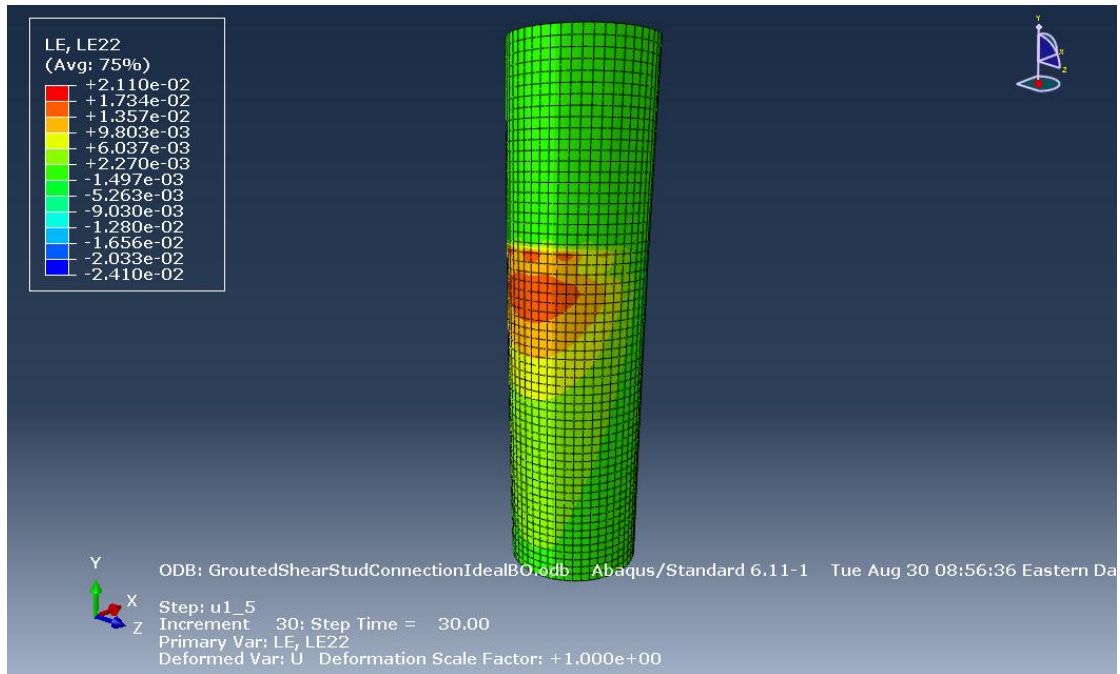 LE, LE22
(Avg: 75%)
+2.110e-02
+1.734e-02
+1.357e-02
+9.803e-03
+6.037e-03
+2.270e-03
-1.497e-03
-5.263e-03
-9.030e-03
-1.280e-02
-1.656e-02
-2.033e-02
-2.410e-02
Y
X
Z
Y
X
Z
ODB: GroutedShearStudConnectionIdealBO.odb Abaqus/Standard 6.11-1 Tue Aug 30 08:56:36 Eastern Da
Step: u1_5
Increment 30: Step Time = 30.00
Primary Var: LE, LE22
Deformed Var: U Deformation Scale Factor: +1.000e+00